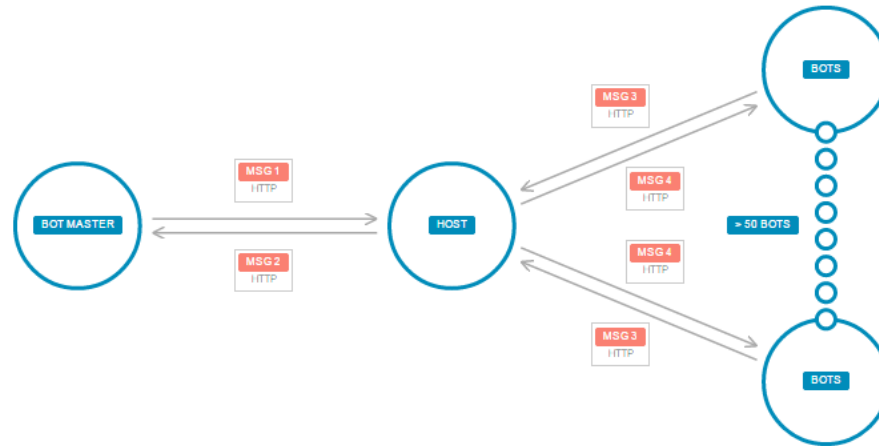 BOTS
MSG 3
HTTP
MSG 1
HTTP
MSG 4
HTTP
BOT MASTER
HOST
> 50 BOTS
MSG 2
HTTP
MSG 4
HTTP
MSG 3
HTTP
BOTS